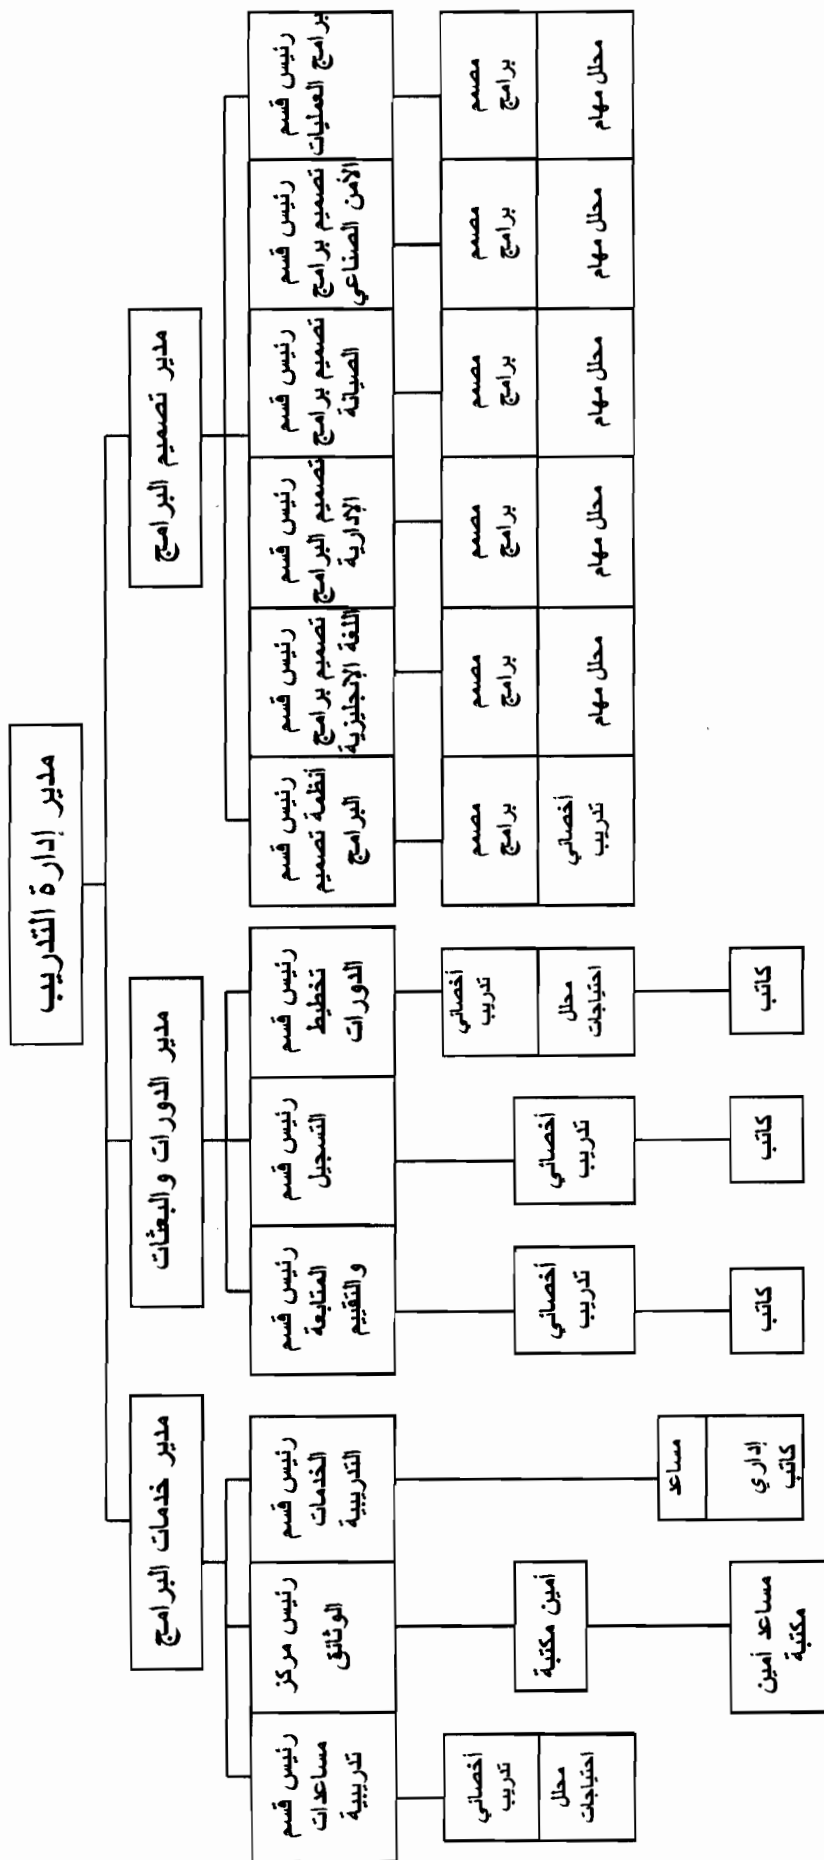 مدير إدارة التدريب
مدير تصميم البرامج
مدير الدورات والبعثات
مدير خدمات البرامج
رئيس قسم
برامج العمليات
رئيس قسم
تصميم برامج
الأمن الصناعي
رئيس قسم
تصميم برامج
الصيانة
رئيس قسم
تصميم البرامج
الإدارية
رئيس قسم
تصميم برامج
اللغة الإنجليزية
رئيس قسم
أنظمة تصميم
البرامج
رئيس قسم
تخطيط
الدورات
رئيس قسم
التسجيل
رئيس قسم
المتابعة
والتقييم
رئيس قسم
الخدمات
التدريبية
رئيس مركز
الوثائق
رئيس قسم
مساعدات
تدريبية
مصمم
برامج
مصمم
برامج
مصمم
برامج
مصمم
برامج
مصمم
برامج
مصمم
برامج
أخصائي
تدريب
أخصائي
تدريب
محلل مهام
محلل مهام
محلل مهام
محلل مهام
محلل مهام
أخصائي
تدريب
محلل
احتياجات
أخصائي
تدريب
أخصائي
تدريب
أمين مكتبة
محلل
احتياجات
مساعد
إداري
كاتب
كاتب
كاتب
كاتب
مساعد أمين
مكتبة